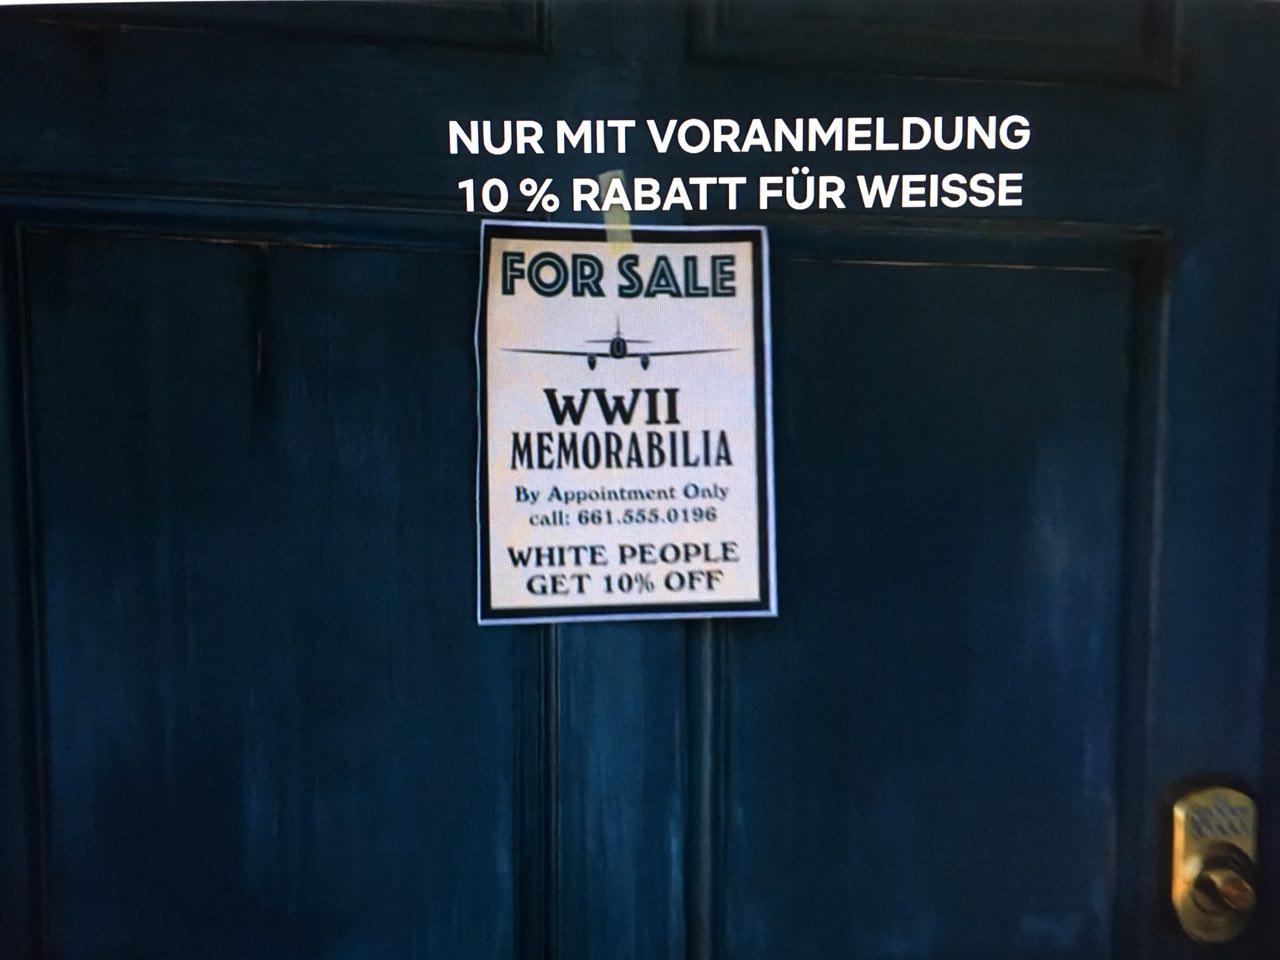 NUR MIT VORANMELDUNG
10 % RABATT FÜR WEISSE
FOR SALE
WWII
MEMORABILIA
By Appointment Only
call: 661.555.0196
WHITE PEOPLE
GET 10% OFF